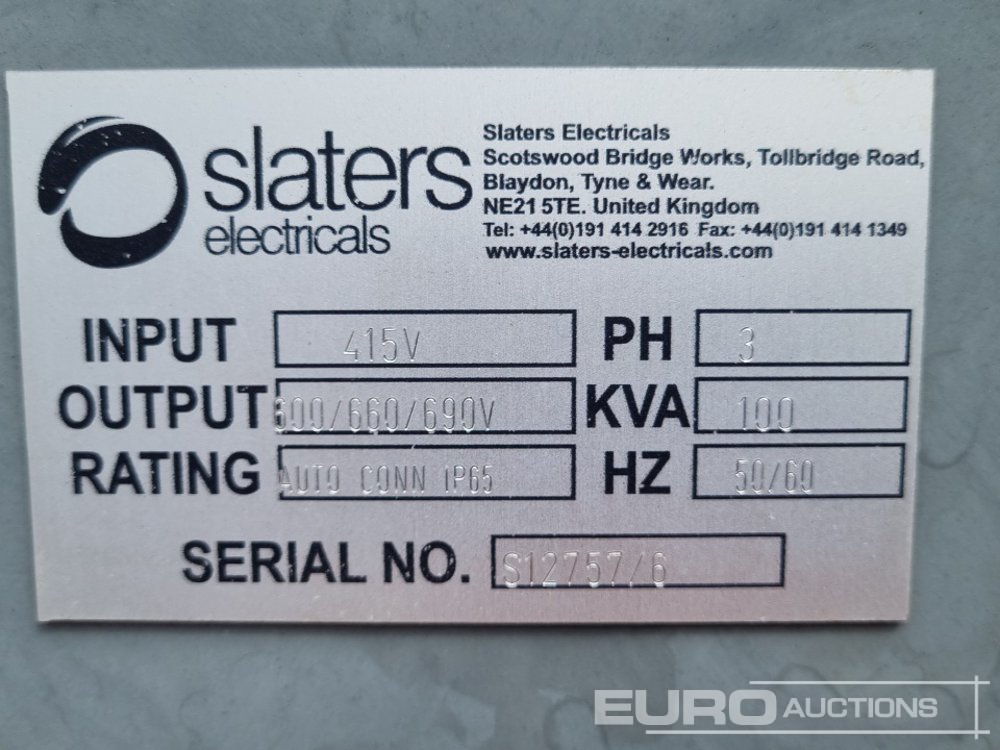 slaters
electricals
Slaters Electricals
Scotswood Bridge Works, Tollbridge Road,
Blaydon, Tyne & Wear.
NE21 5TE. United Kingdom
Tel: +44(0)191 414 2916 Fax: +44(0)191 414 1349
www.slaters-electricals.com
INPUT 415V PH 3
OUTPUT 600/660/690V KVA 100
RATING AUTO CONN IP65 HZ 50/60
SERIAL NO. S12757/6
EURO AUCTIONS